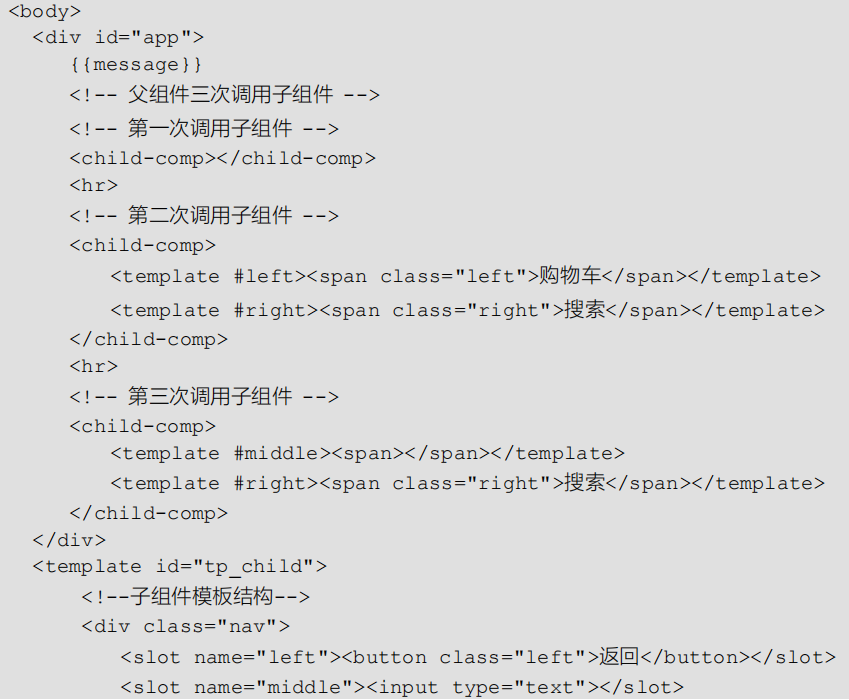 <body>
<div id="app">
{{message}}
<!-- 父组件三次调用子组件 -->
<!-- 第一次调用子组件 -->
<child-comp></child-comp>
<hr>
<!-- 第二次调用子组件 -->
<child-comp>
<template #left><span class="left">购物车</span></template>
<template #right><span class="right">搜索</span></template>
</child-comp>
<hr>
<!-- 第三次调用子组件 -->
<child-comp>
<template #middle><span></span></template>
<template #right><span class="right">搜索</span></template>
</child-comp>
</div>
<template id="tp_child">
<!--子组件模板结构-->
<div class="nav">
<slot name="left"><button class="left">返回</button></slot>
<slot name="middle"><input type="text"></slot>